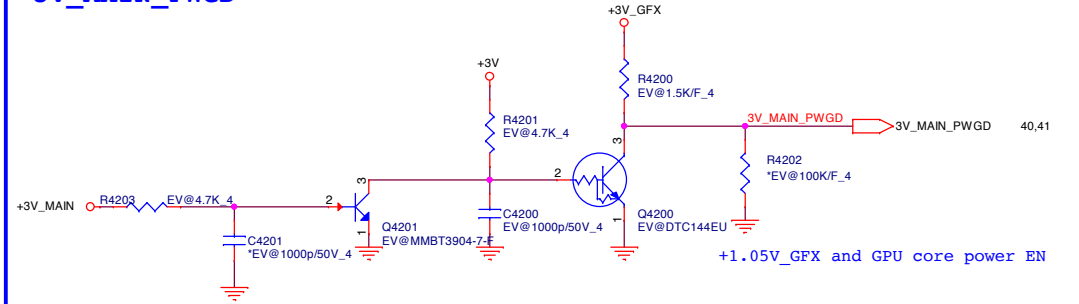 +3V_GFX
+3V
R4200
EV@1.5K/F_4
R4201
EV@4.7K_4
3V_MAIN_PWGD
3V_MAIN_PWGD 40,41
3
R4202
*EV@100K/F_4
3
2
+3V_MAIN
R4203
EV@4.7K_4
2
1
Q4201
EV@MMBT3904-7-F
C4200
EV@1000p/50V_4
1
Q4200
EV@DTC144EU
C4201
*EV@1000p/50V_4
+1.05V_GFX and GPU core power EN